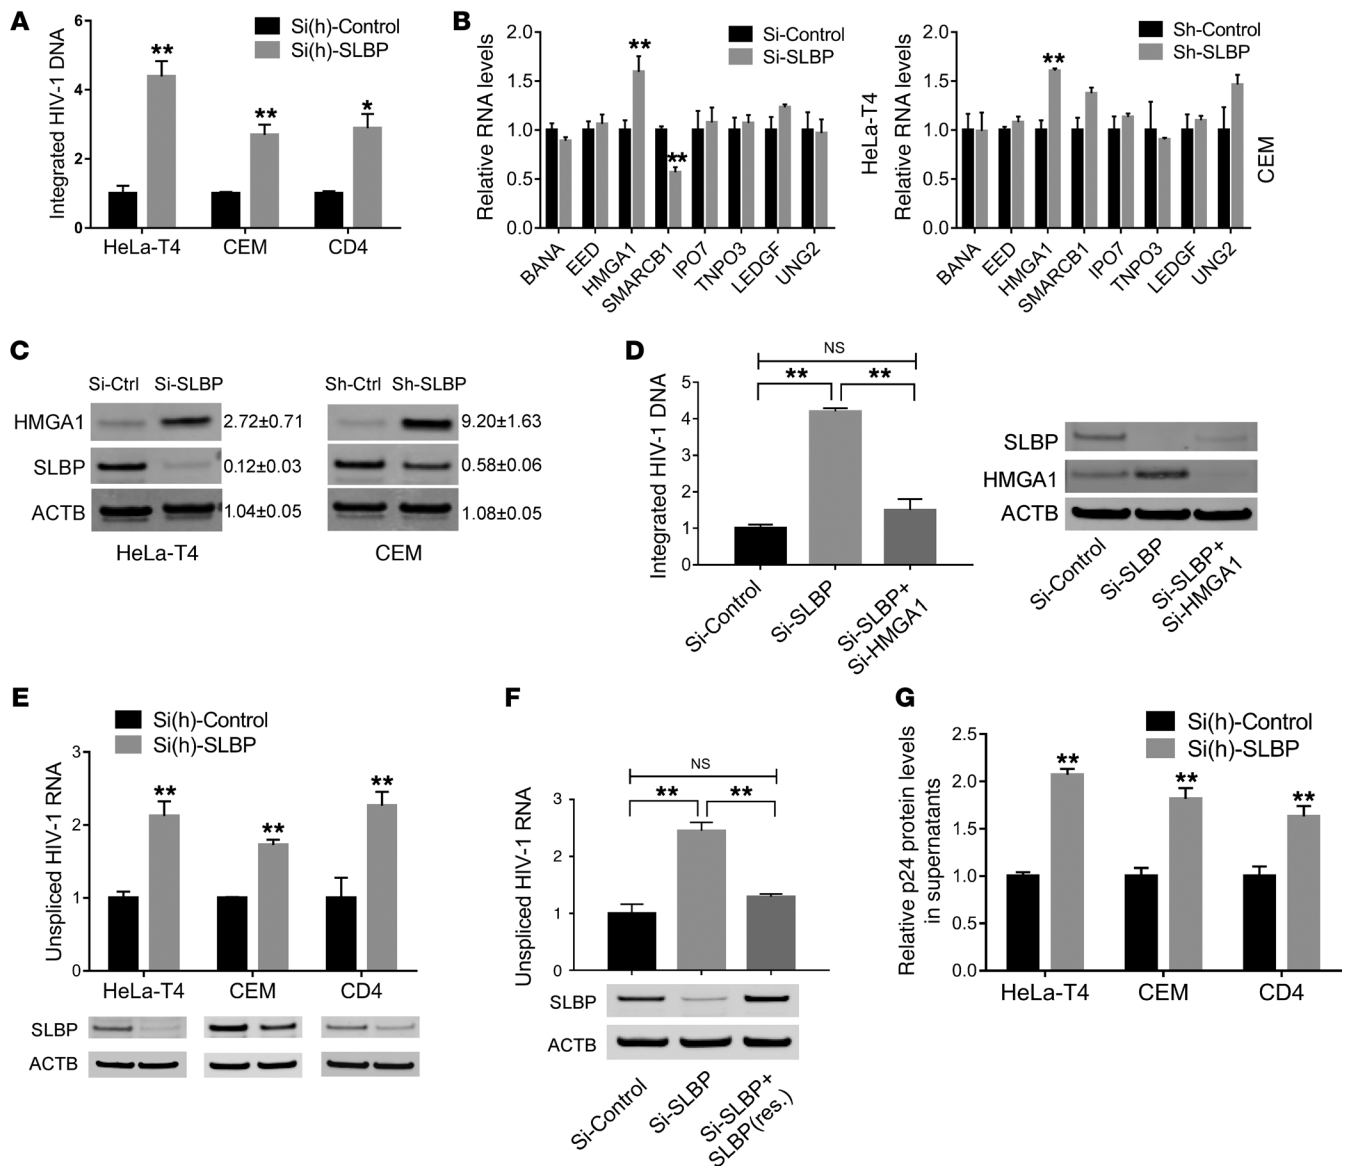 A
Integrated HIV-1 DNA
6
4
2
0
Si(h)-Control
Si(h)-SLBP
**
**
*
HeLa-T4 CEM CD4
B
Relative RNA levels
2.0
1.5
1.0
0.5
0.0
Si-Control
Si-SLBP
**
**
BANA EED HMGA1 SMARCB1 IPO7 TNPO3 LEDGF UNG2
HeLa-T4
Relative RNA levels
2.0
1.5
1.0
0.5
0.0
Sh-Control
Sh-SLBP
**
BANA EED HMGA1 SMARCB1 IPO7 TNPO3 LEDGF UNG2
CEM
C
Si-Ctrl Si-SLBP
HMGA1 2.72±0.71
SLBP 0.12±0.03
ACTB 1.04±0.05
HeLa-T4
Sh-Ctrl Sh-SLBP
9.20±1.63
0.58±0.06
1.08±0.05
CEM
D
Integrated HIV-1 DNA
5
4
3
2
1
0
NS
** **
Si-Control
Si-SLBP
Si-SLBP+
Si-HMGA1
SLBP
HMGA1
ACTB
Si-Control
Si-SLBP
Si-SLBP+
Si-HMGA1
E
Si(h)-Control
Si(h)-SLBP
Unspliced HIV-1 RNA
3
2
1
0
**
**
**
HeLa-T4 CEM CD4
SLBP
ACTB
F
Unspliced HIV-1 RNA
3
2
1
0
NS
** **
SLBP
ACTB
Si-Control
Si-SLBP
Si-SLBP+
SLBP(res.)
G
Si(h)-Control
Si(h)-SLBP
Relative p24 protein levels
in supernatants
2.5
2.0
1.5
1.0
0.5
0.0
**
**
**
HeLa-T4 CEM CD4